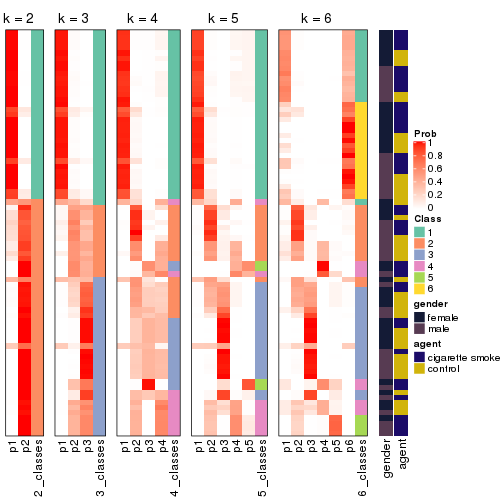 k = 2
k = 3
k = 4
k = 5
k = 6
Prob
1
0.8
0.6
0.4
0.2
0
Class
1
2
3
4
5
6
gender
female
male
agent
cigarette smoke
control
p1
p2
2_classes
p1
p2
p3
3_classes
p1
p2
p3
p4
4_classes
p1
p2
p3
p4
p5
5_classes
p1
p2
p3
p4
p5
p6
6_classes
gender
agent